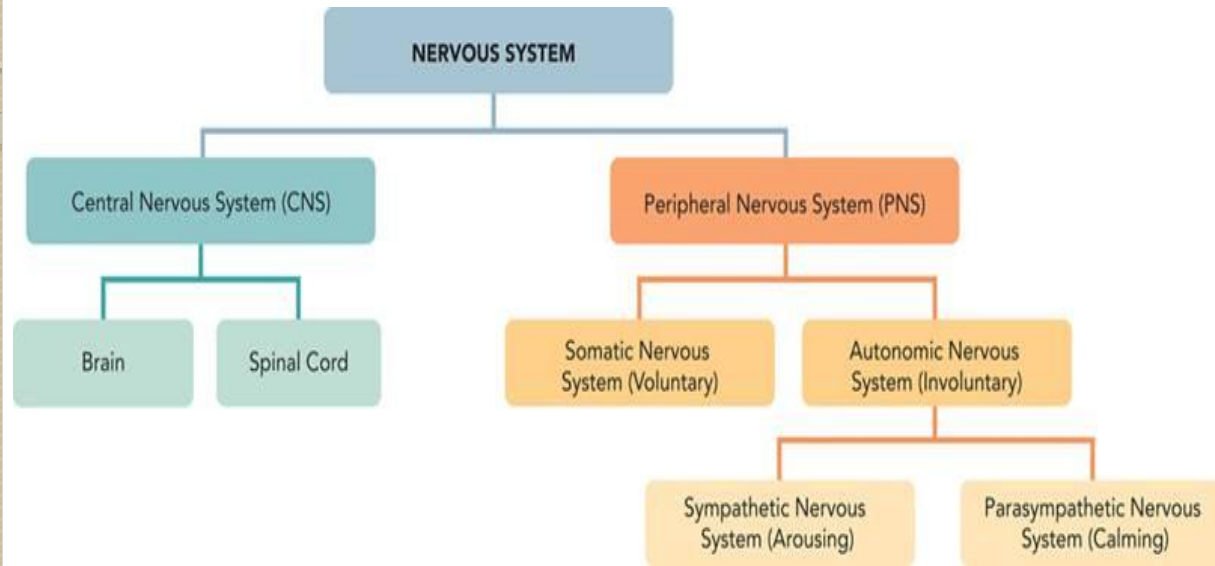 NERVOUS SYSTEM
Central Nervous System (CNS)
Peripheral Nervous System (PNS)
Brain
Spinal Cord
Somatic Nervous
System (Voluntary)
Autonomic Nervous
System (Involuntary)
Sympathetic Nervous
System (Arousing)
Parasympathetic Nervous
System (Calming)